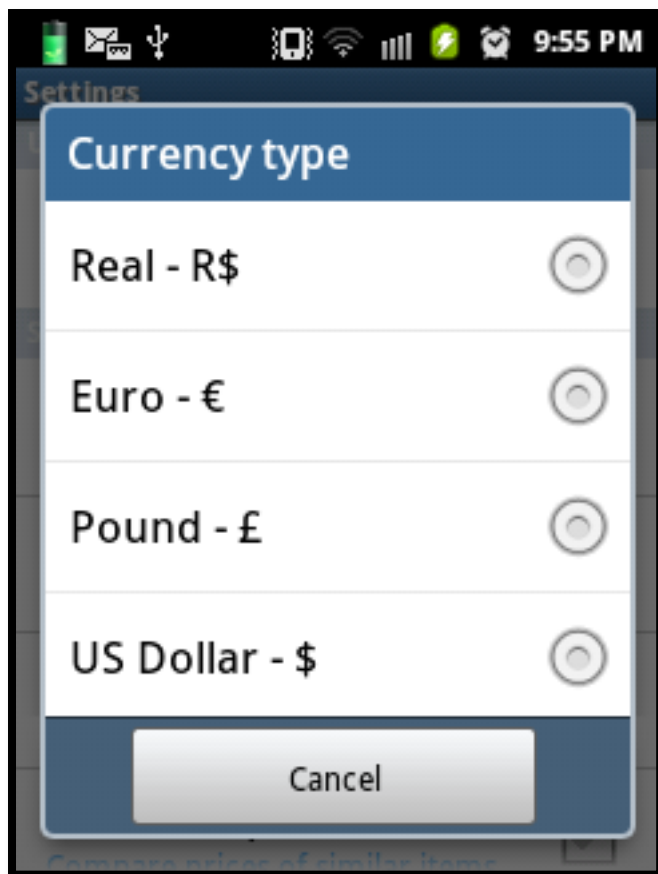 9:55 PM
Settings
Currency type
Real - R$
Euro - €
Pound - £
US Dollar - $
Cancel
Compare prices of similar items